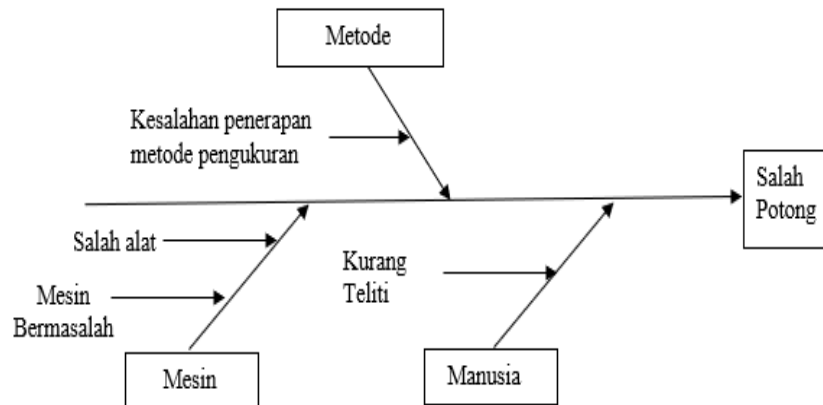 Metode
Kesalahan penerapan
metode pengukuran
Salah
Potong
Salah alat
Kurang
Teliti
Mesin
Bermasalah
Mesin
Manusia